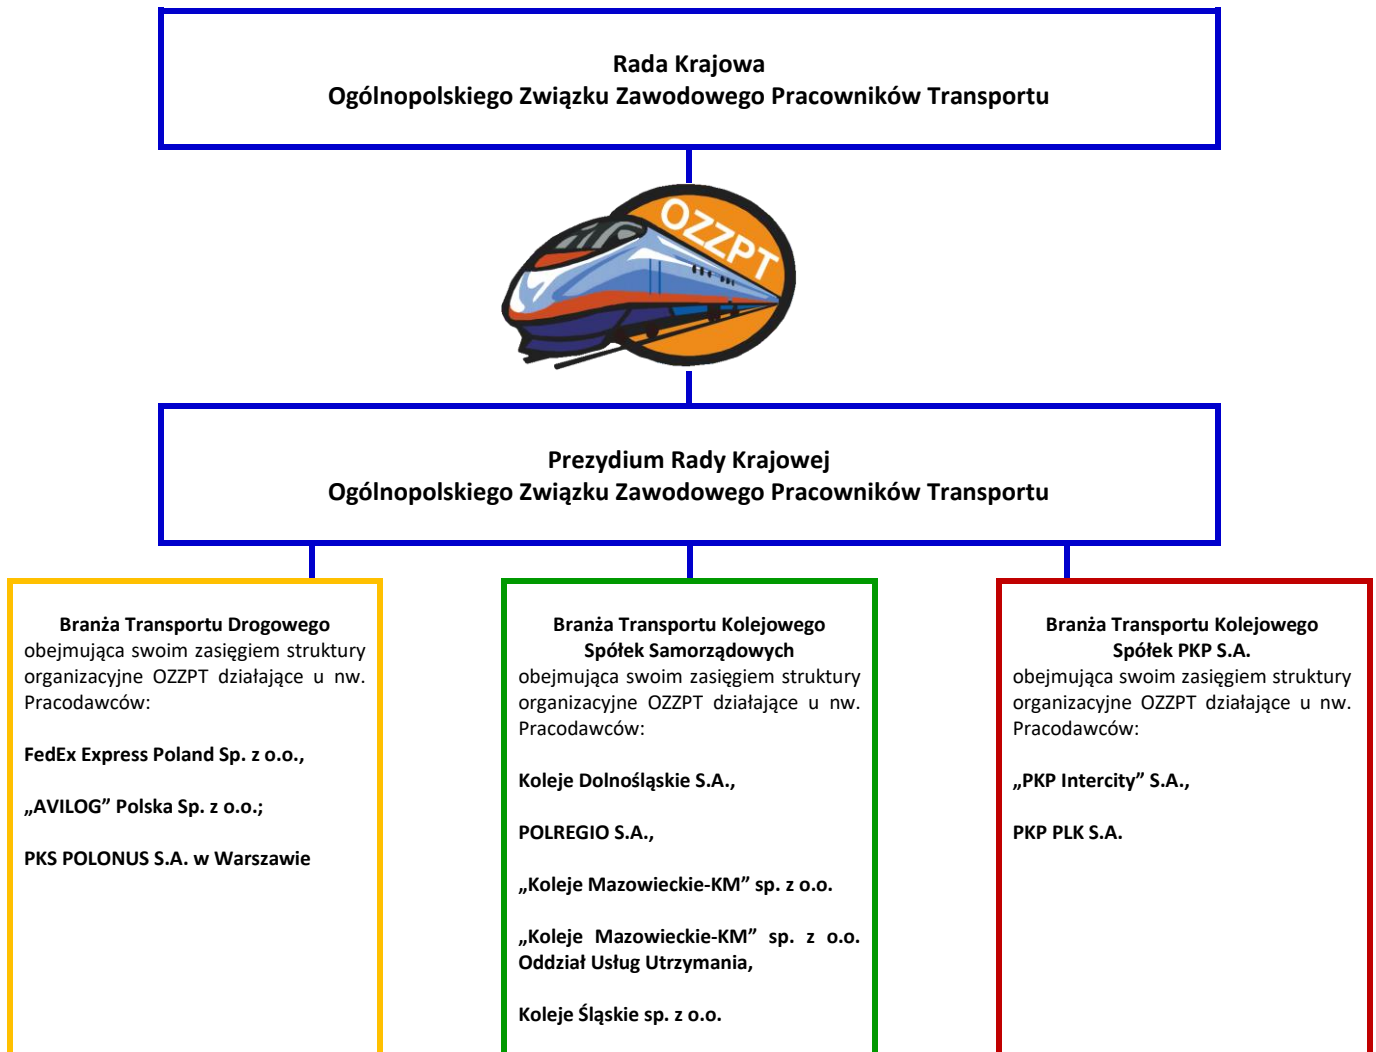 Rada Krajowa
Ogólnopolskiego Związku Zawodowego Pracowników Transportu
OZZPT
Prezydium Rady Krajowej
Ogólnopolskiego Związku Zawodowego Pracowników Transportu
Branża Transportu Drogowego
obejmująca swoim zasięgiem struktury
organizacyjne OZZPT działające u nw.
Pracodawców:
FedEx Express Poland Sp. z o.o.,
„AVILOG” Polska Sp. z o.o.;
PKS POLONUS S.A. w Warszawie
Branża Transportu Kolejowego
Spółek Samorządowych
obejmująca swoim zasięgiem struktury
organizacyjne OZZPT działające u nw.
Pracodawców:
Koleje Dolnośląskie S.A.,
POLREGIO S.A.,
„Koleje Mazowieckie-KM” sp. z o.o.
„Koleje Mazowieckie-KM” sp. z o.o.
Oddział Usług Utrzymania,
Koleje Śląskie sp. z o.o.
Branża Transportu Kolejowego
Spółek PKP S.A.
obejmująca swoim zasięgiem struktury
organizacyjne OZZPT działające u nw.
Pracodawców:
„PKP Intercity” S.A.,
PKP PLK S.A.